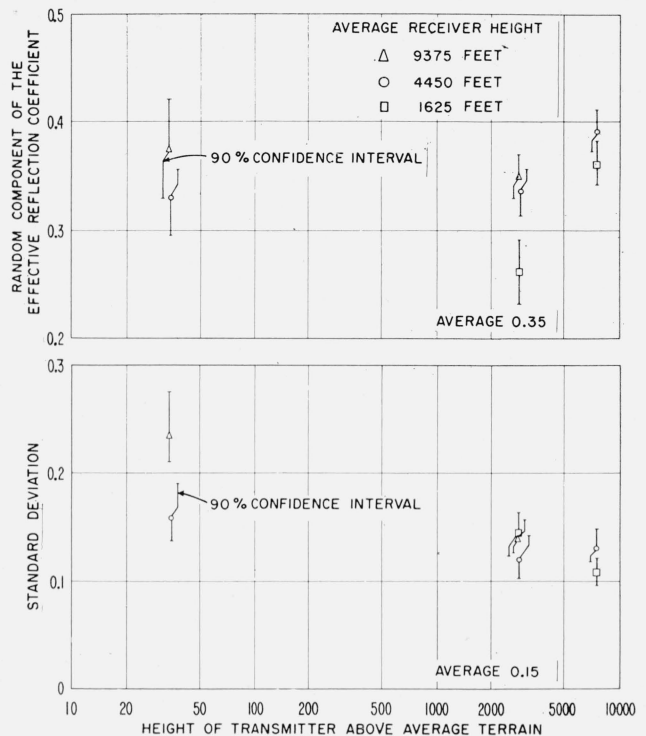 0.5
AVERAGE RECEIVER HEIGHT
9375 FEET
4450 FEET
1625 FEET
0.4
90 % CONFIDENCE INTERVAL
0.3
AVERAGE 0.35
0.2
RANDOM COMPONENT OF THE
EFFECTIVE REFLECTION COEFFICIENT
0.3
0.2
90 % CONFIDENCE INTERVAL
0.1
AVERAGE 0.15
0
STANDARD DEVIATION
10 20 50 100 200 500 1000 2000 5000 10000
HEIGHT OF TRANSMITTER ABOVE AVERAGE TERRAIN